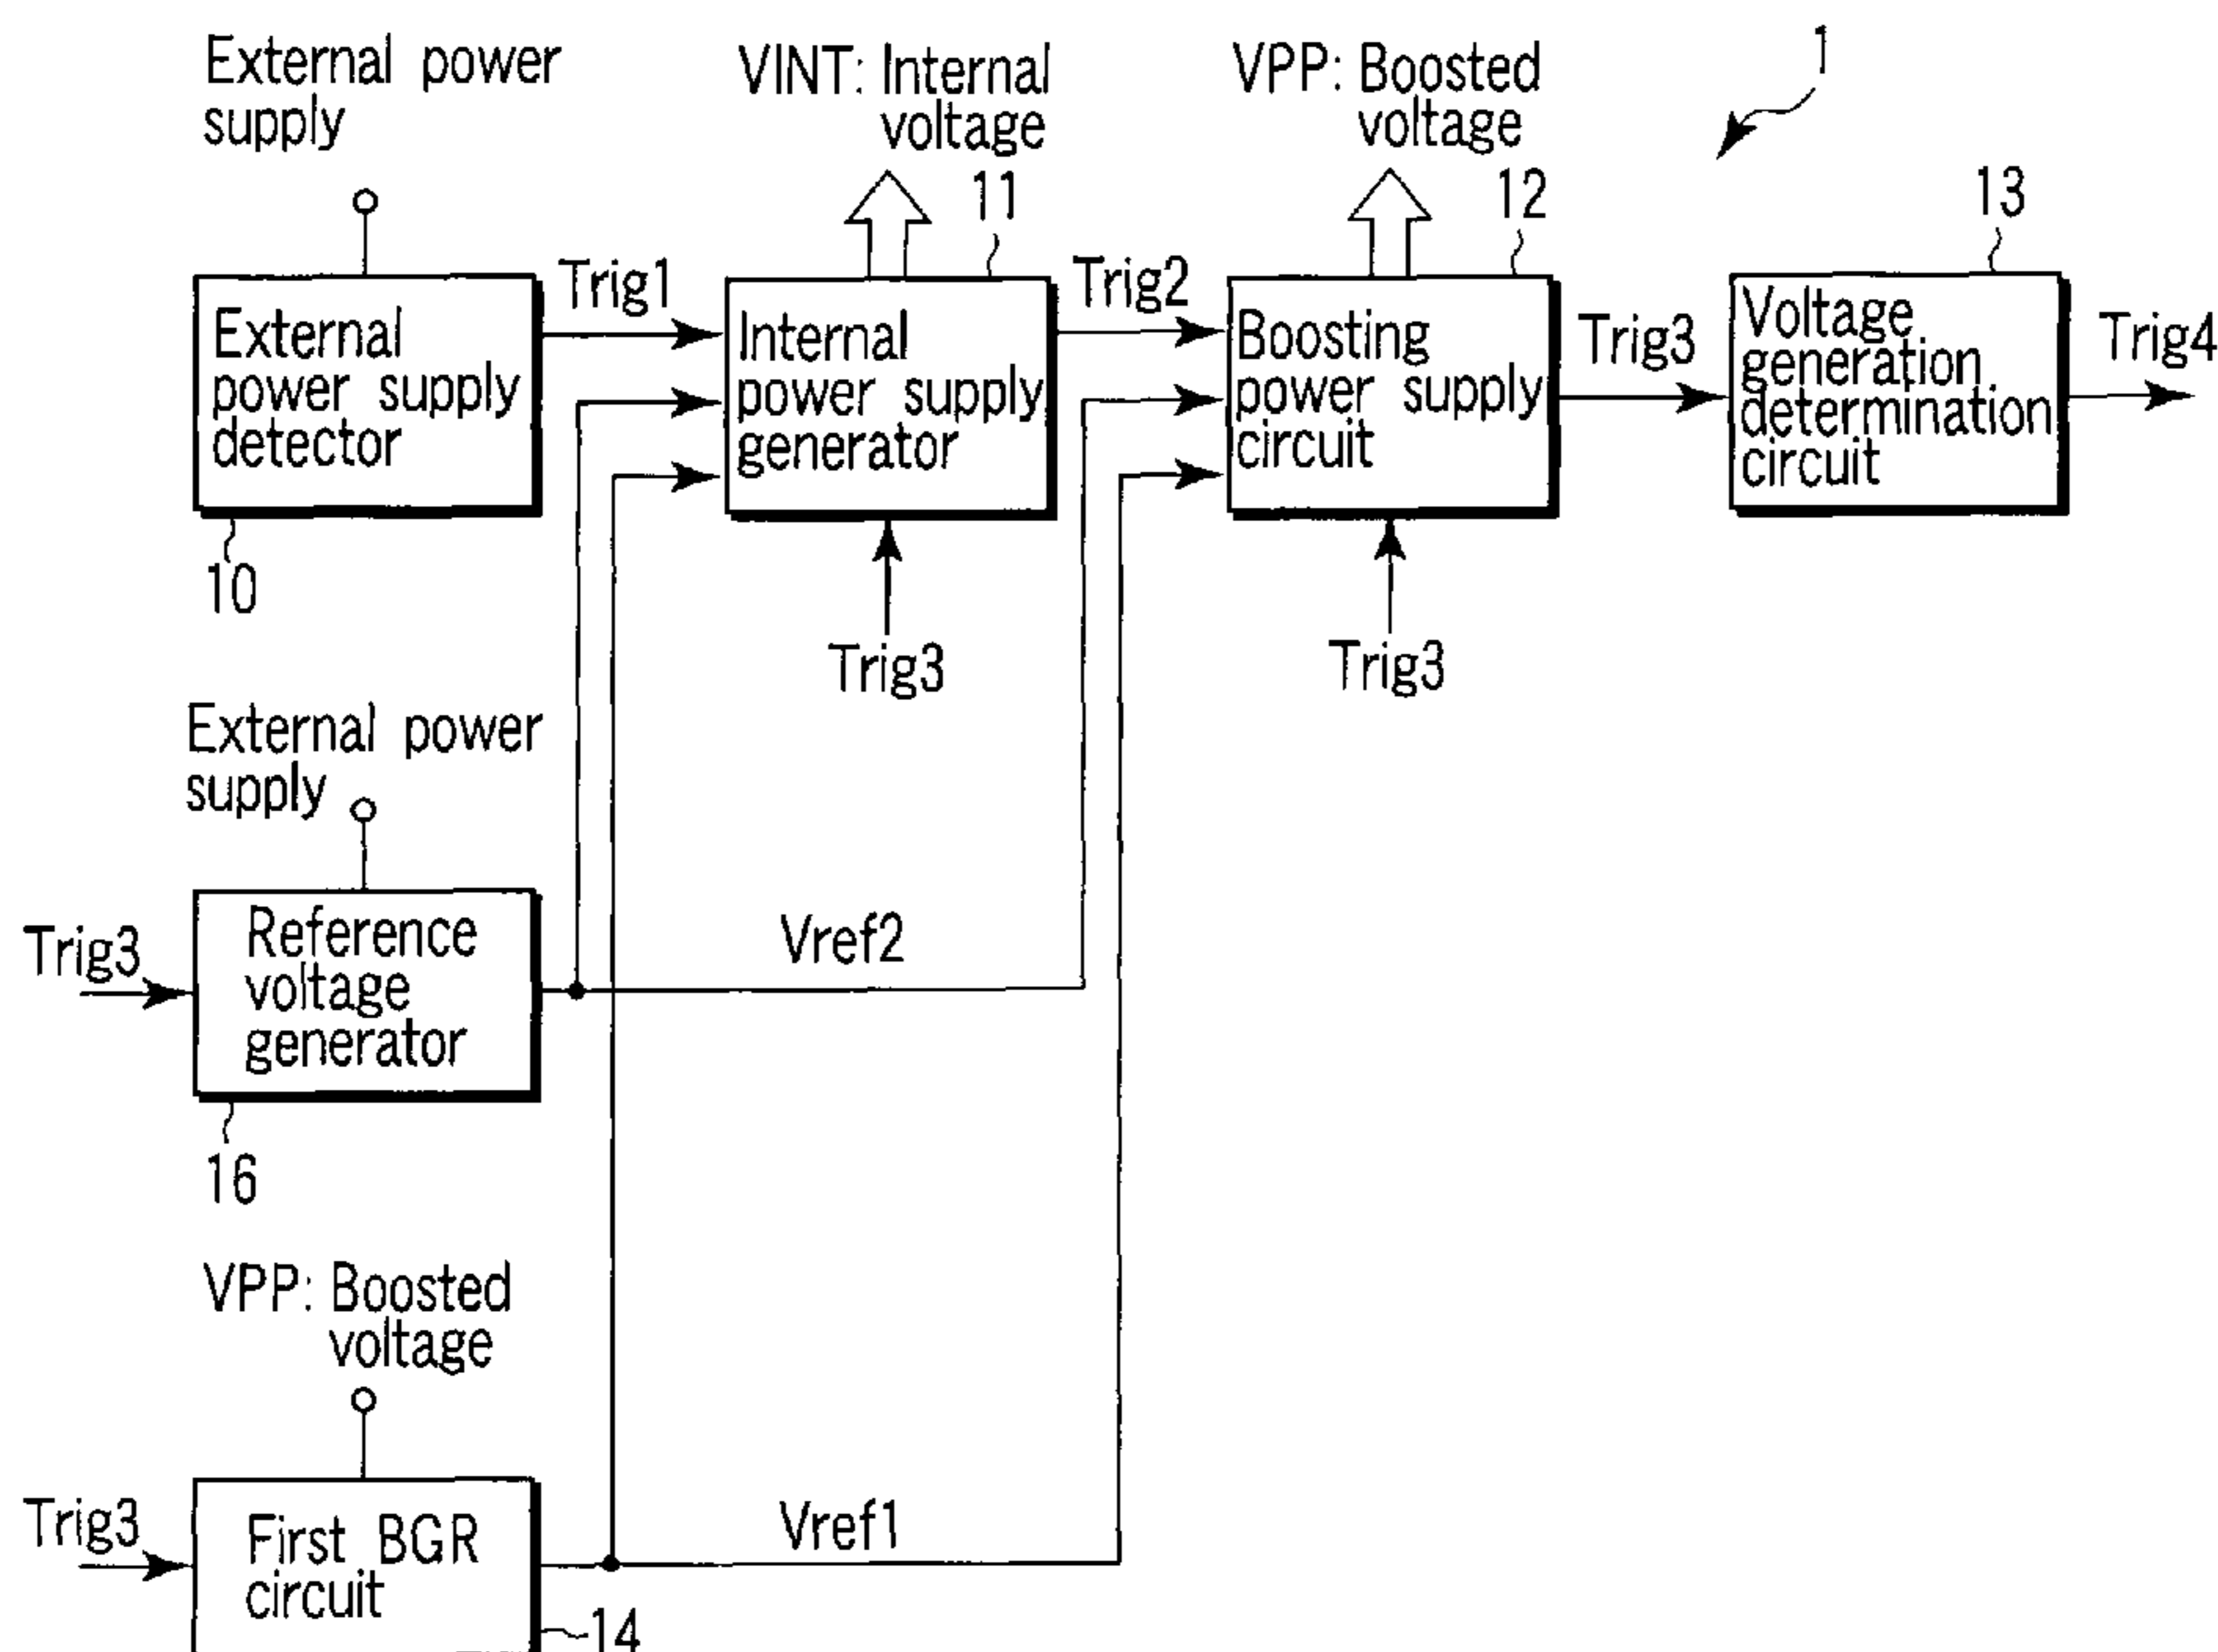 External power
supply
VINT: Internal
voltage
VPP: Boosted
voltage
1
11
12
13
External
power supply
detector
10
Trig1
Internal
power supply
generator
Trig2
Boosting
power supply
circuit
Trig3
Voltage
generation
determination
circuit
Trig4
Trig3
Trig3
External power
supply
Trig3
Reference
voltage
generator
16
Vref2
VPP: Boosted
voltage
Trig3
First BGR
circuit
14
Vref1